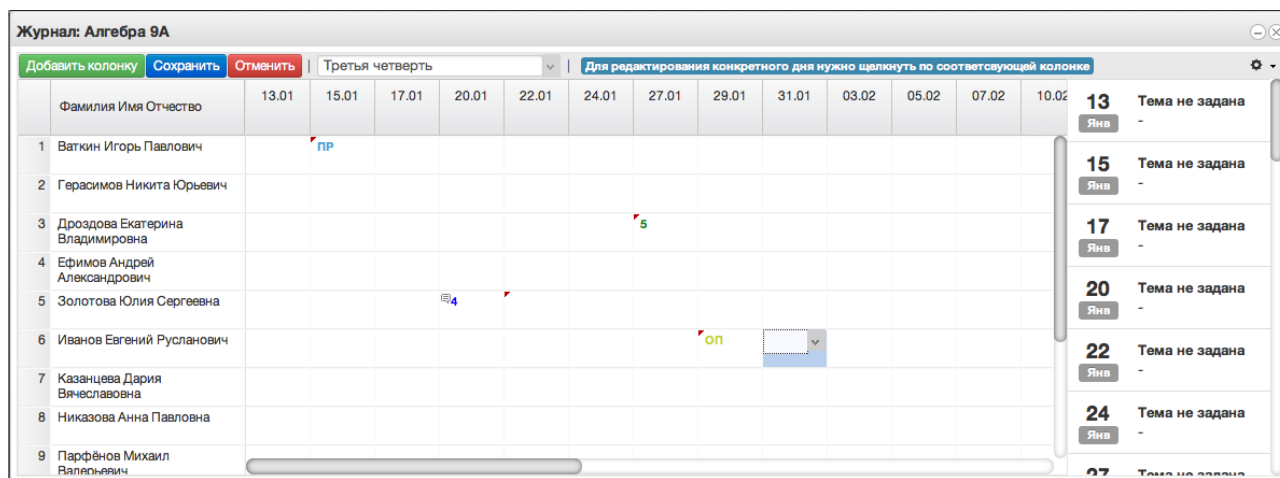 Журнал: Алгебра 9А
Добавить колонку Сохранить Отменить | Третья четверть | Для редактирования конкретного дня нужно щелкнуть по соответсвующей колонке
Фамилия Имя Отчество 13.01 15.01 17.01 20.01 22.01 24.01 27.01 29.01 31.01 03.02 05.02 07.02 10.02
1 Ваткин Игорь Павлович ПР
2 Герасимов Никита Юрьевич
3 Дроздова Екатерина
Владимировна 5
4 Ефимов Андрей
Александрович
5 Золотова Юлия Сергеевна 4
6 Иванов Евгений Русланович ОП
7 Казанцева Дария
Вячеславовна
8 Никазова Анна Павловна
9 Парфёнов Михаил
Валерьевич
13 Тема не задана
Янв -
15 Тема не задана
Янв -
17 Тема не задана
Янв -
20 Тема не задана
Янв -
22 Тема не задана
Янв -
24 Тема не задана
Янв -
27 Тема не задана